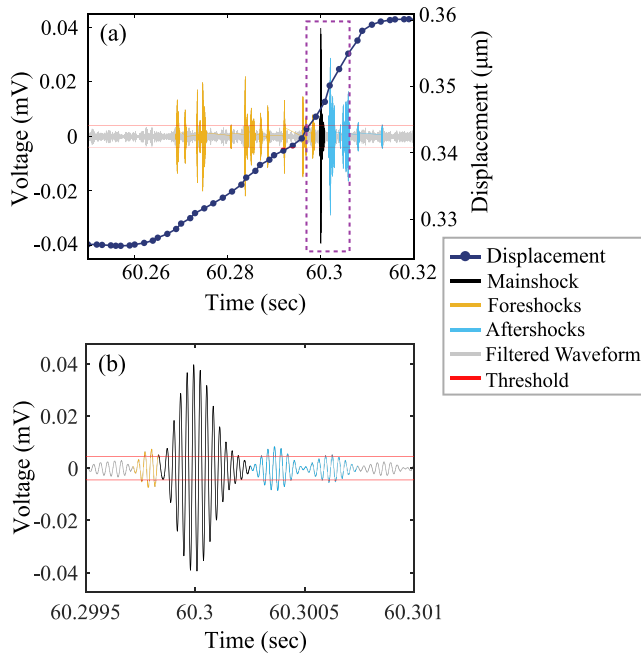 (a)
0.04
0.02
0
-0.02
-0.04
Voltage (mV)
0.36
0.35
0.34
0.33
Displacement (μm)
60.26
60.28
60.3
60.32
Time (sec)
Displacement
Mainshock
Foreshocks
Aftershocks
Filtered Waveform
Threshold
(b)
0.04
0.02
0
-0.02
-0.04
Voltage (mV)
60.2995
60.3
60.3005
60.301
Time (sec)